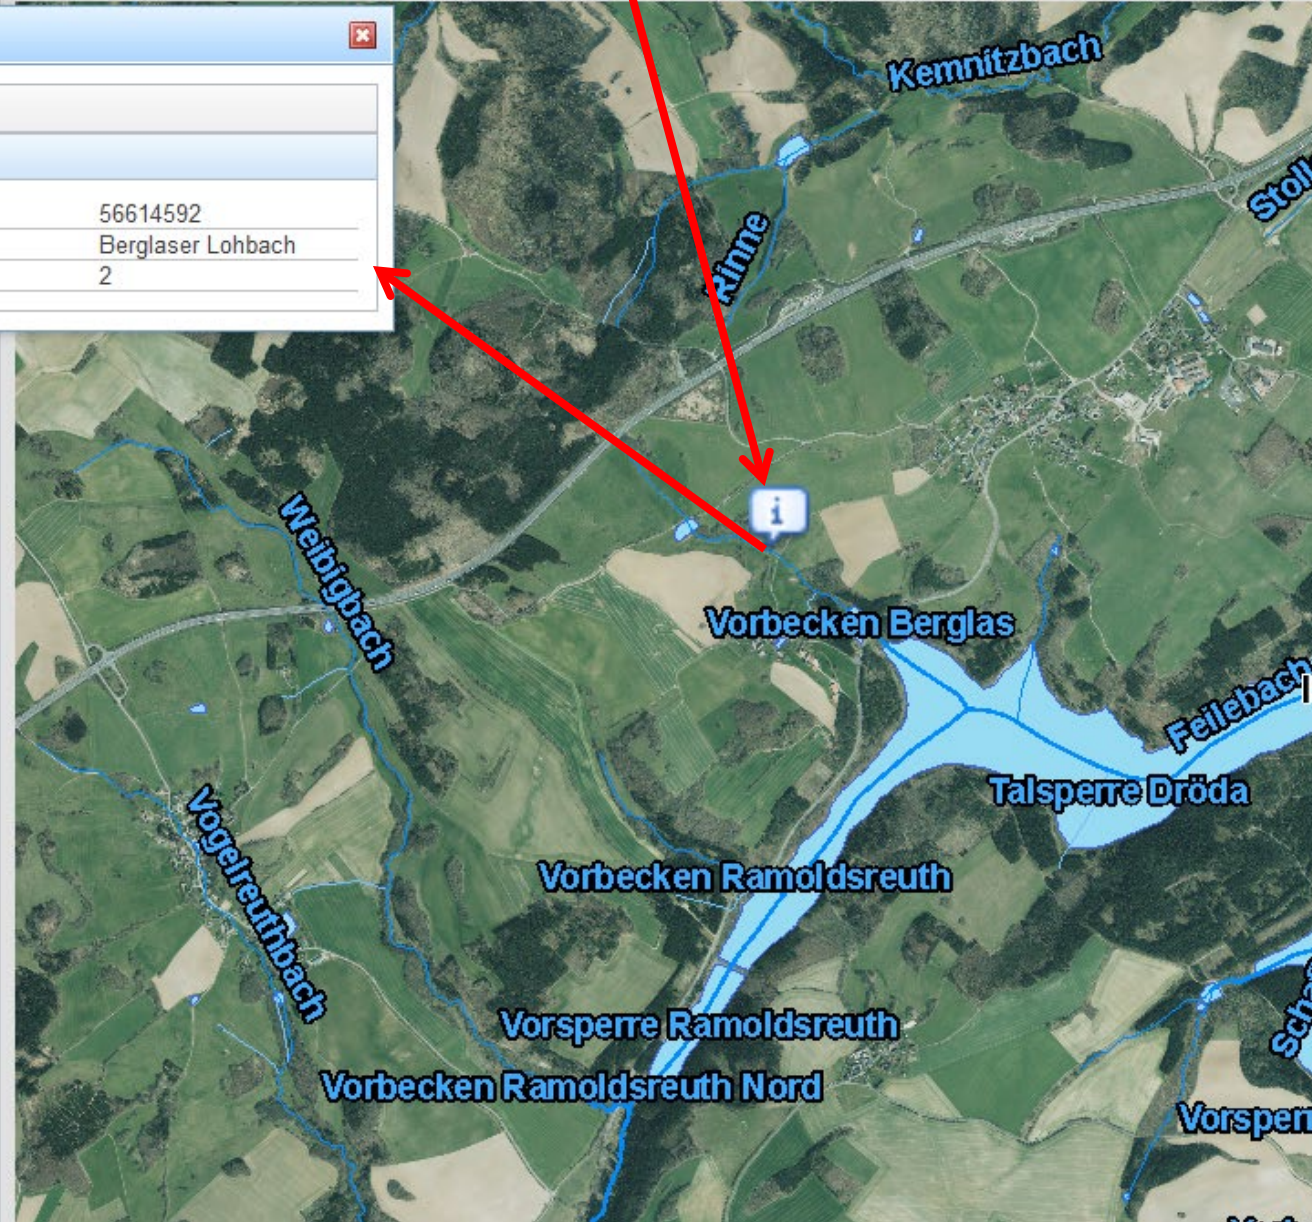 Kemnitzbach
56614592
Berglaser Lohbach
2
Rinne
i
Weibigbach
Vorbecken Berglas
Feilebach
Talsperre Dröda
Vogelreuthbach
Vorbecken Ramoldsreuth
Vorsperre Ramoldsreuth
Vorbecken Ramoldsreuth Nord